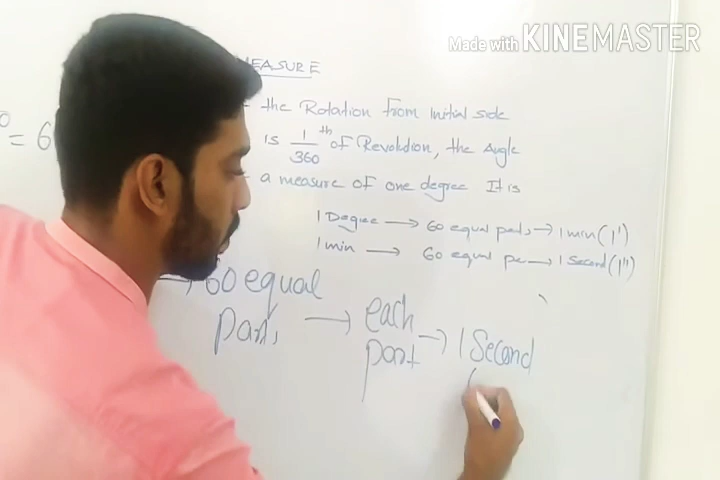 Made with KINEMASTER
MEASURE
the Rotation from initial side
= 6
is 1/360 th of Revolution, the Angle
a measure of one degree It is
1 Degree → 60 equal parts → 1 min (1')
1 min → 60 equal pa → 1 Second (1")
→ 60 equal
parts → each
part → 1 Second
(